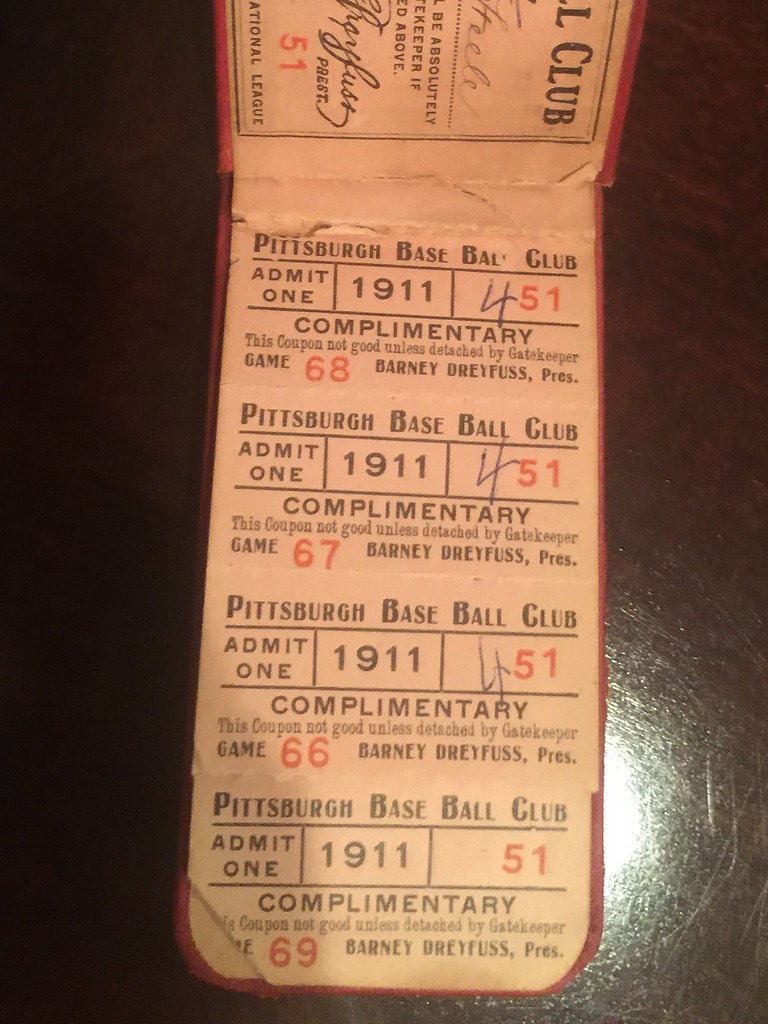 LL CLUB
Steele
L BE ABSOLUTELY
TEKEEPER IF
ED ABOVE.
Dreyfuss
PREST.
51
ATIONAL LEAGUE
PITTSBURGH BASE BAL' CLUB
ADMIT ONE 1911 4 51
COMPLIMENTARY
This Coupon not good unless detached by Gatekeeper
GAME 68 BARNEY DREYFUSS, Pres.
PITTSBURGH BASE BALL CLUB
ADMIT ONE 1911 4 51
COMPLIMENTARY
This Coupon not good unless detached by Gatekeeper
GAME 67 BARNEY DREYFUSS, Pres.
PITTSBURGH BASE BALL CLUB
ADMIT ONE 1911 4 51
COMPLIMENTARY
This Coupon not good unless detached by Gatekeeper
GAME 66 BARNEY DREYFUSS, Pres.
PITTSBURGH BASE BALL CLUB
ADMIT ONE 1911 51
COMPLIMENTARY
is Coupon not good unless detached by Gatekeeper
E 69 BARNEY DREYFUSS, Pres.